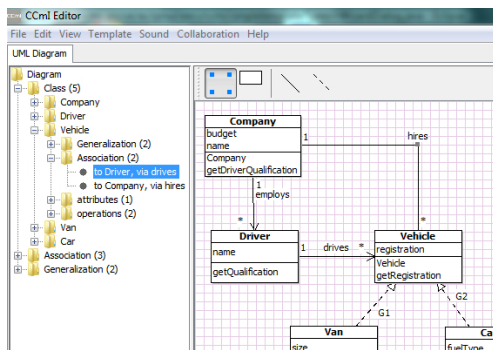 CCmI Editor
File Edit View Template Sound Collaboration Help
UML Diagram
Diagram
Class (5)
Company
Driver
Vehicle
Generalization (2)
Association (2)
to Driver, via drives
to Company, via hires
attributes (1)
operations (2)
Van
Car
Association (3)
Generalization (2)
Company
budget
name
Company
getDriverQualification
1
hires
1
employs
*
*
Driver
name
getQualification
1 drives *
Vehicle
registration
Vehicle
getRegistration
G1
G2
Van
size
Ca
fuelType